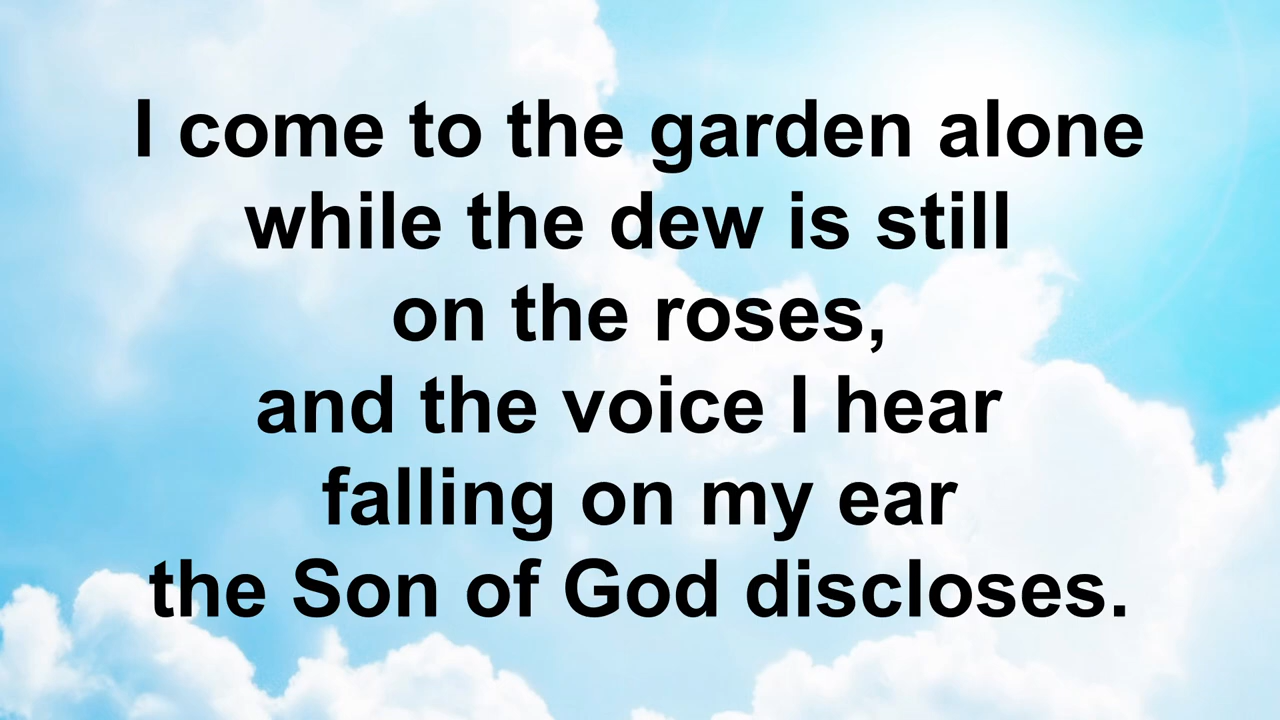 I come to the garden alone
while the dew is still
on the roses,
and the voice I hear
falling on my ear
the Son of God discloses.